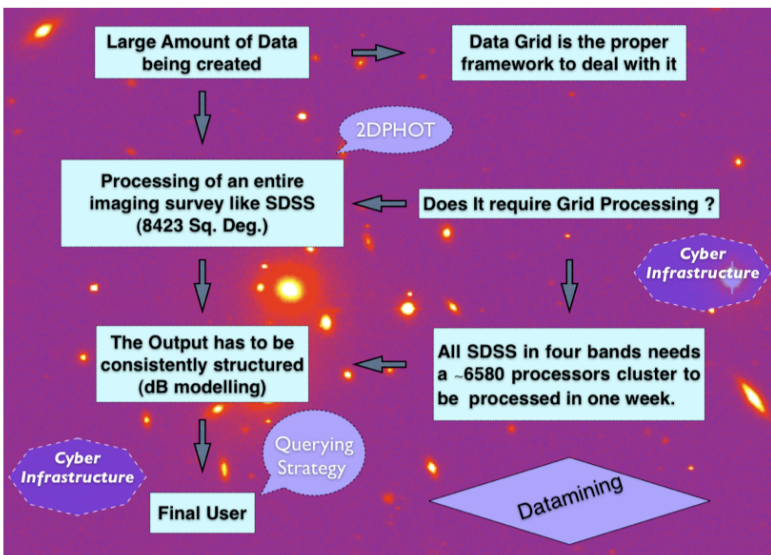 Large Amount of Data
being created
Data Grid is the proper
framework to deal with it
2DPHOT
Processing of an entire
imaging survey like SDSS
(8423 Sq. Deg.)
Does It require Grid Processing ?
Cyber
Infrastructure
The Output has to be
consistently structured
(dB modelling)
All SDSS in four bands needs
a ~6580 processors cluster to
be processed in one week.
Querying
Strategy
Cyber
Infrastructure
Final User
Datamining